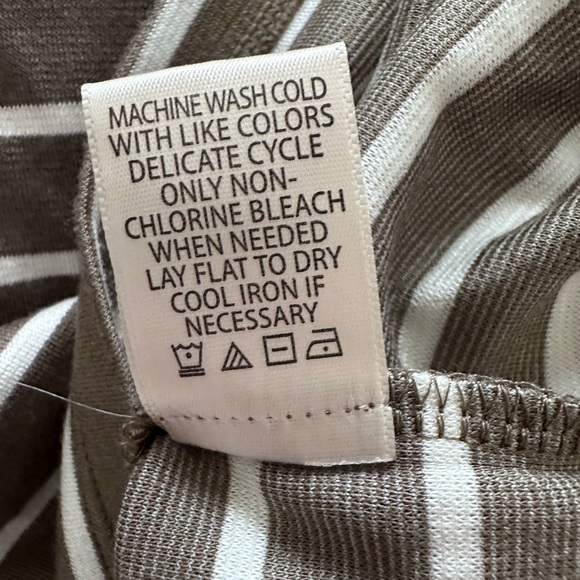 MACHINE WASH COLD
WITH LIKE COLORS
DELICATE CYCLE
ONLY NON-
CHLORINE BLEACH
WHEN NEEDED
LAY FLAT TO DRY
COOL IRON IF
NECESSARY